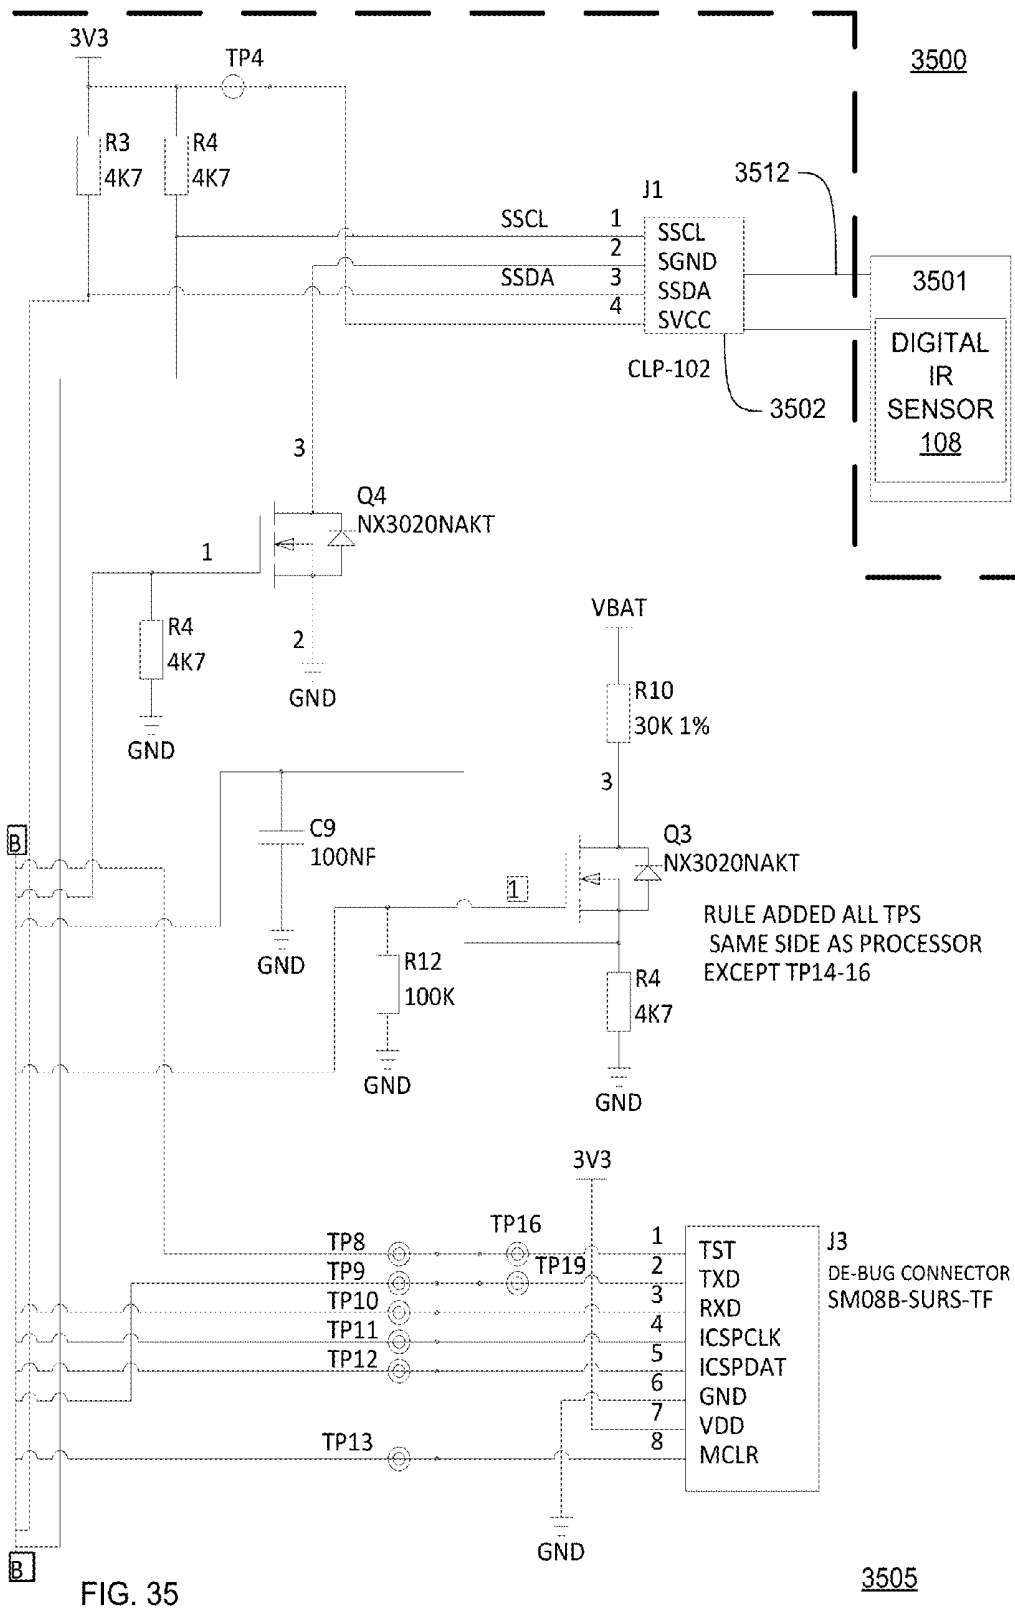 3V3
TP4
3500
R3
4K7
R4
4K7
3512
J1
SSCL
1
SSCL
2
SGND
SSDA
3
SSDA
4
SVCC
CLP-102
3502
3501
DIGITAL
IR
SENSOR
108
3
Q4
NX3020NAKT
1
R4
4K7
2
GND
GND
VBAT
R10
30K 1%
3
C9
100NF
GND
Q3
NX3020NAKT
1
B
RULE ADDED ALL TPS
SAME SIDE AS PROCESSOR
EXCEPT TP14-16
R12
100K
GND
R4
4K7
GND
3V3
TP8
TP16
1
TST
J3
TP9
TP19
2
TXD
DE-BUG CONNECTOR
TP10
3
RXD
SM08B-SURS-TF
TP11
4
ICSPCLK
TP12
5
ICSPDAT
6
GND
7
VDD
TP13
8
MCLR
GND
B
FIG. 35
3505